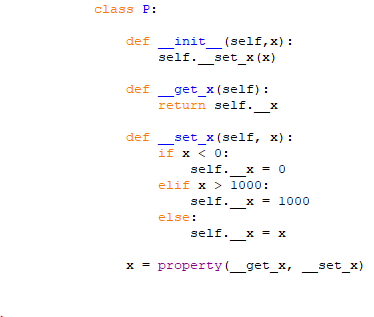 class P:
def __init__(self,x):
self.__set_x(x)
def __get_x(self):
return self.__x
def __set_x(self, x):
if x < 0:
self.__x = 0
elif x > 1000:
self.__x = 1000
else:
self.__x = x
x = property(__get_x, __set_x)